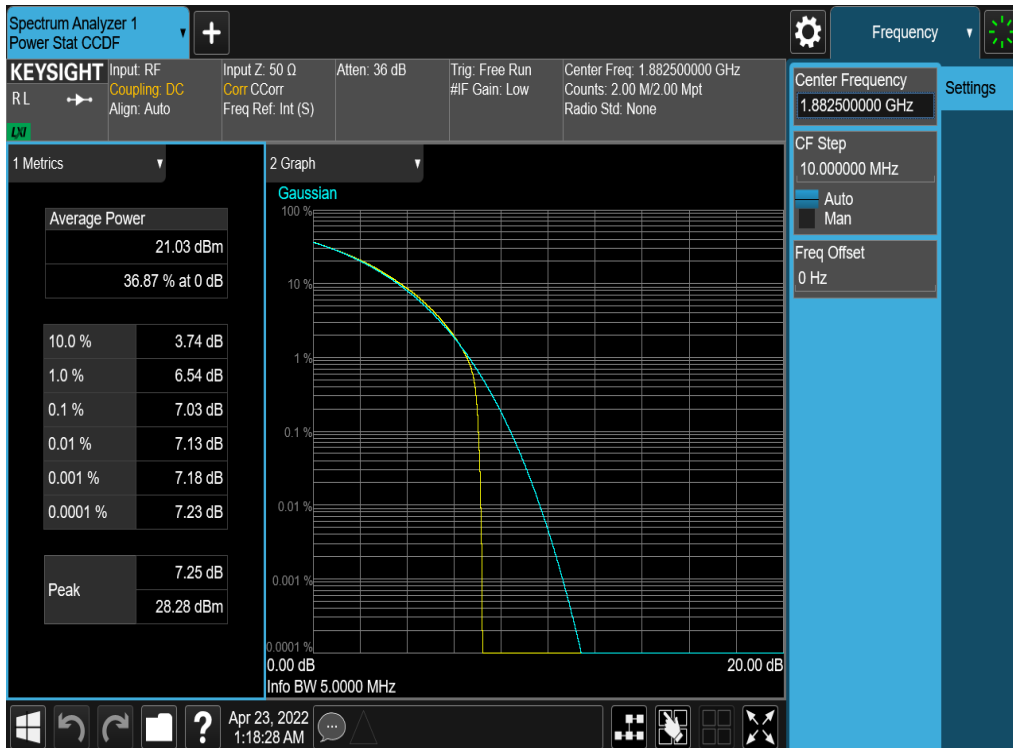 Spectrum Analyzer 1
Power Stat CCDF
+
Frequency
KEYSIGHT
RL
LXI
Input: RF
Coupling: DC
Align: Auto
Input Z: 50 Ω
Corr CCorr
Freq Ref: Int (S)
Atten: 36 dB
Trig: Free Run
#IF Gain: Low
Center Freq: 1.882500000 GHz
Counts: 2.00 M/2.00 Mpt
Radio Std: None
Center Frequency
1.882500000 GHz
Settings
CF Step
10.000000 MHz
Auto
Man
Freq Offset
0 Hz
1 Metrics
Average Power
21.03 dBm
36.87 % at 0 dB
10.0 % 3.74 dB
1.0 % 6.54 dB
0.1 % 7.03 dB
0.01 % 7.13 dB
0.001 % 7.18 dB
0.0001 % 7.23 dB
Peak
7.25 dB
28.28 dBm
2 Graph
Gaussian
100 %
10 %
1 %
0.1 %
0.01 %
0.001 %
0.0001 %
0.00 dB 20.00 dB
Info BW 5.0000 MHz
?
Apr 23, 2022
1:18:28 AM